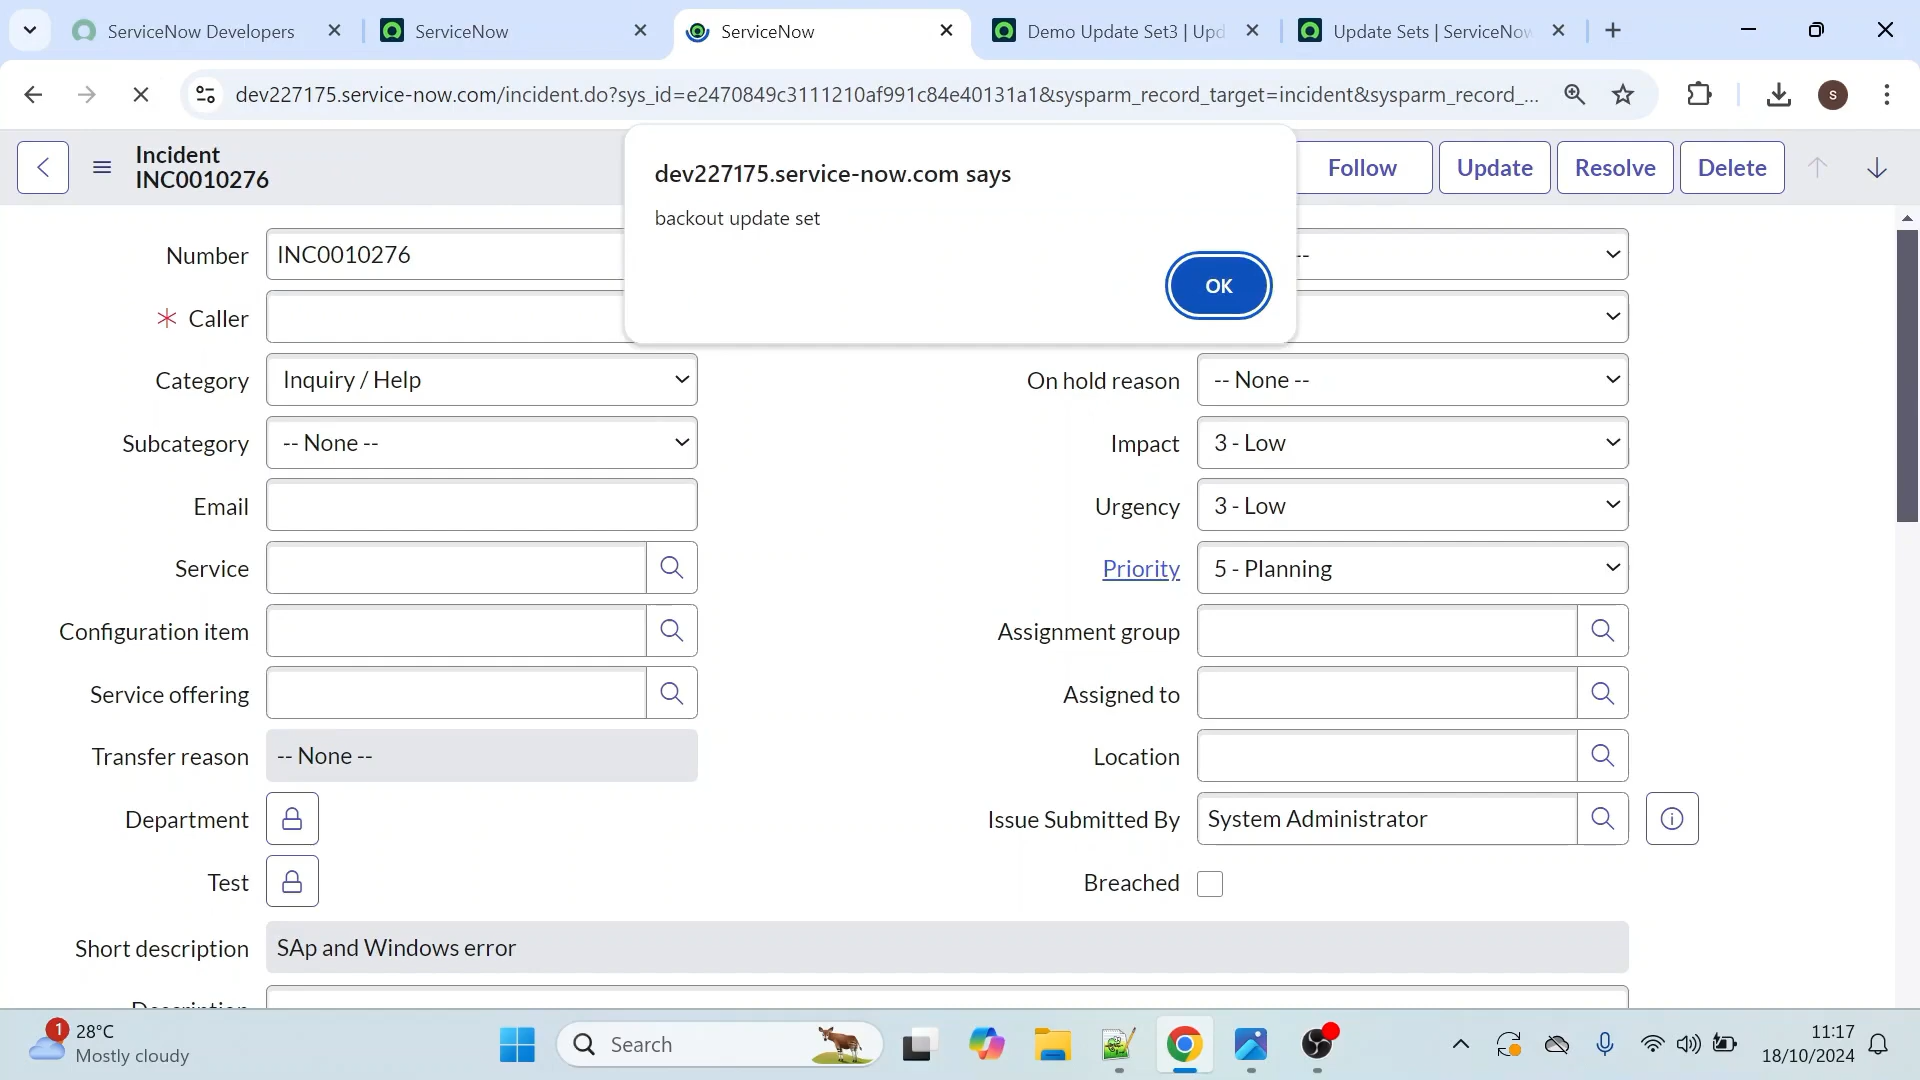 ServiceNow Developers
ServiceNow
ServiceNow
Demo Update Set3 | Upd
Update Sets | ServiceNow
dev227175.service-now.com/incident.do?sys_id=e2470849c3111210af991c84e40131a1&sysparm_record_target=incident&sysparm_record_...
S
Incident
INC0010276
Follow
Update
Resolve
Delete
dev227175.service-now.com says
backout update set
OK
Number
INC0010276
--
Caller
Category
Inquiry / Help
On hold reason
-- None --
Subcategory
-- None --
Impact
3 - Low
Email
Urgency
3 - Low
Service
Priority
5 - Planning
Configuration item
Assignment group
Service offering
Assigned to
Transfer reason
-- None --
Location
Department
Issue Submitted By
System Administrator
Test
Breached
Short description
SAp and Windows error
Description
1
28°C
Mostly cloudy
Search
11:17
18/10/2024